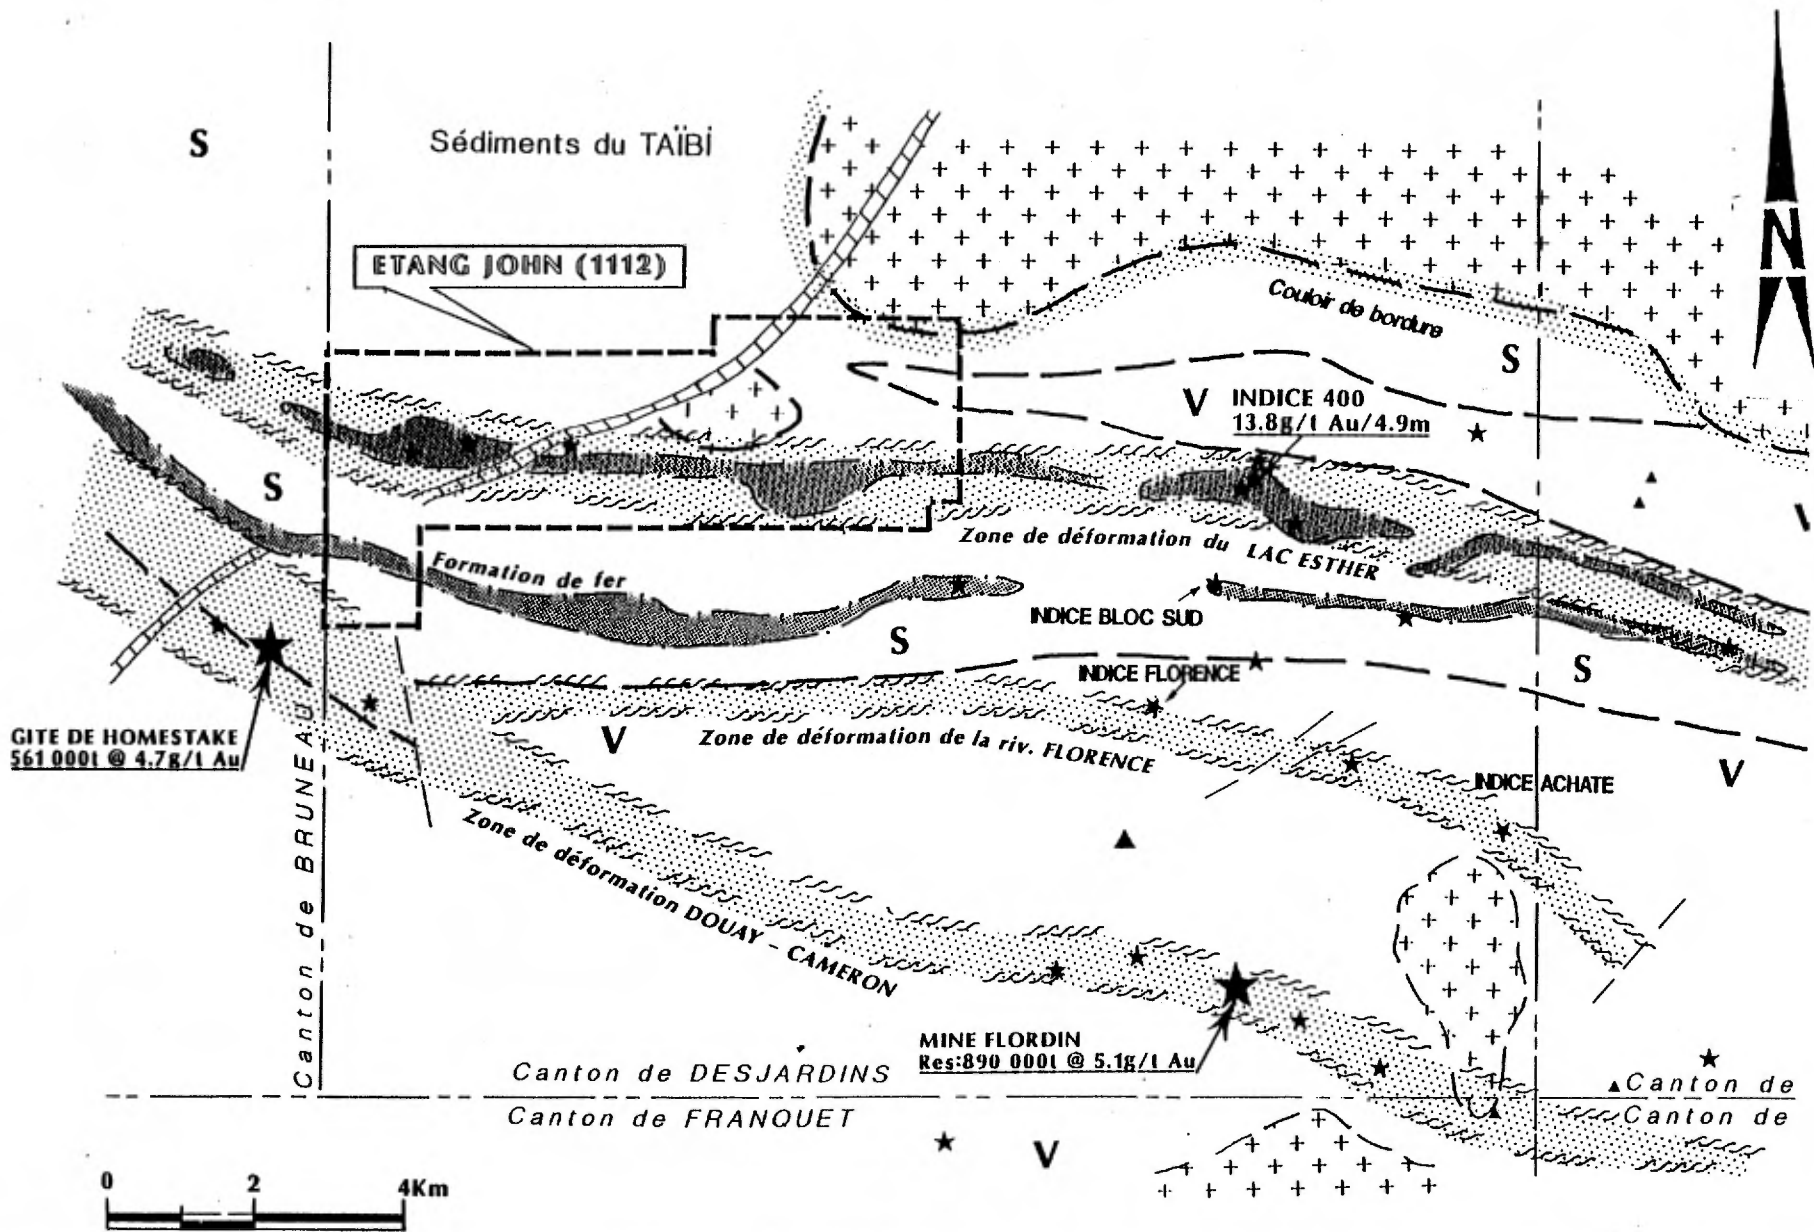 S
Sédiments du TAÏBI
N
ETANG JOHN (1112)
Couloir de bordure
S
V
INDICE 400
13.8g/t Au/4.9m
S
V
Zone de déformation du LAC ESTHER
Formation de fer
INDICE BLOC SUD
S
S
INDICE FLORENCE
GITE DE HOMESTAKE
561 000t @ 4.7g/t Au
V
Zone de déformation de la riv. FLORENCE
V
INDICE ACHATE
Canton de BRUNEAU
Zone de déformation DOUAY - CAMERON
MINE FLORDIN
Res:890 000t @ 5.1g/t Au
Canton de DESJARDINS
Canton de
Canton de FRANQUET
Canton de
V
0 2 4Km